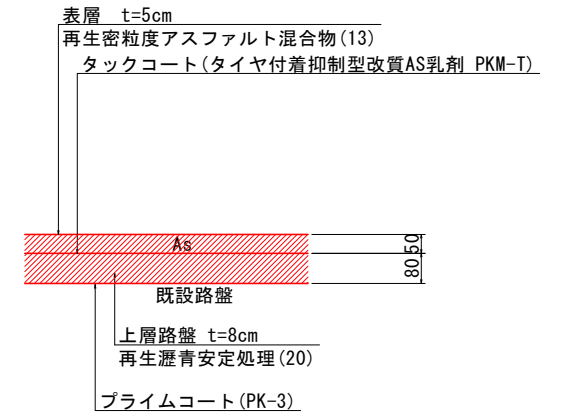 表層 t=5cm
再生密粒度アスファルト混合物(13)
タックコート(タイヤ付着抑制型改質AS乳剤 PKM-T)
As
50
80
既設路盤
上層路盤 t=8cm
再生瀝青安定処理(20)
プライムコート(PK-3)